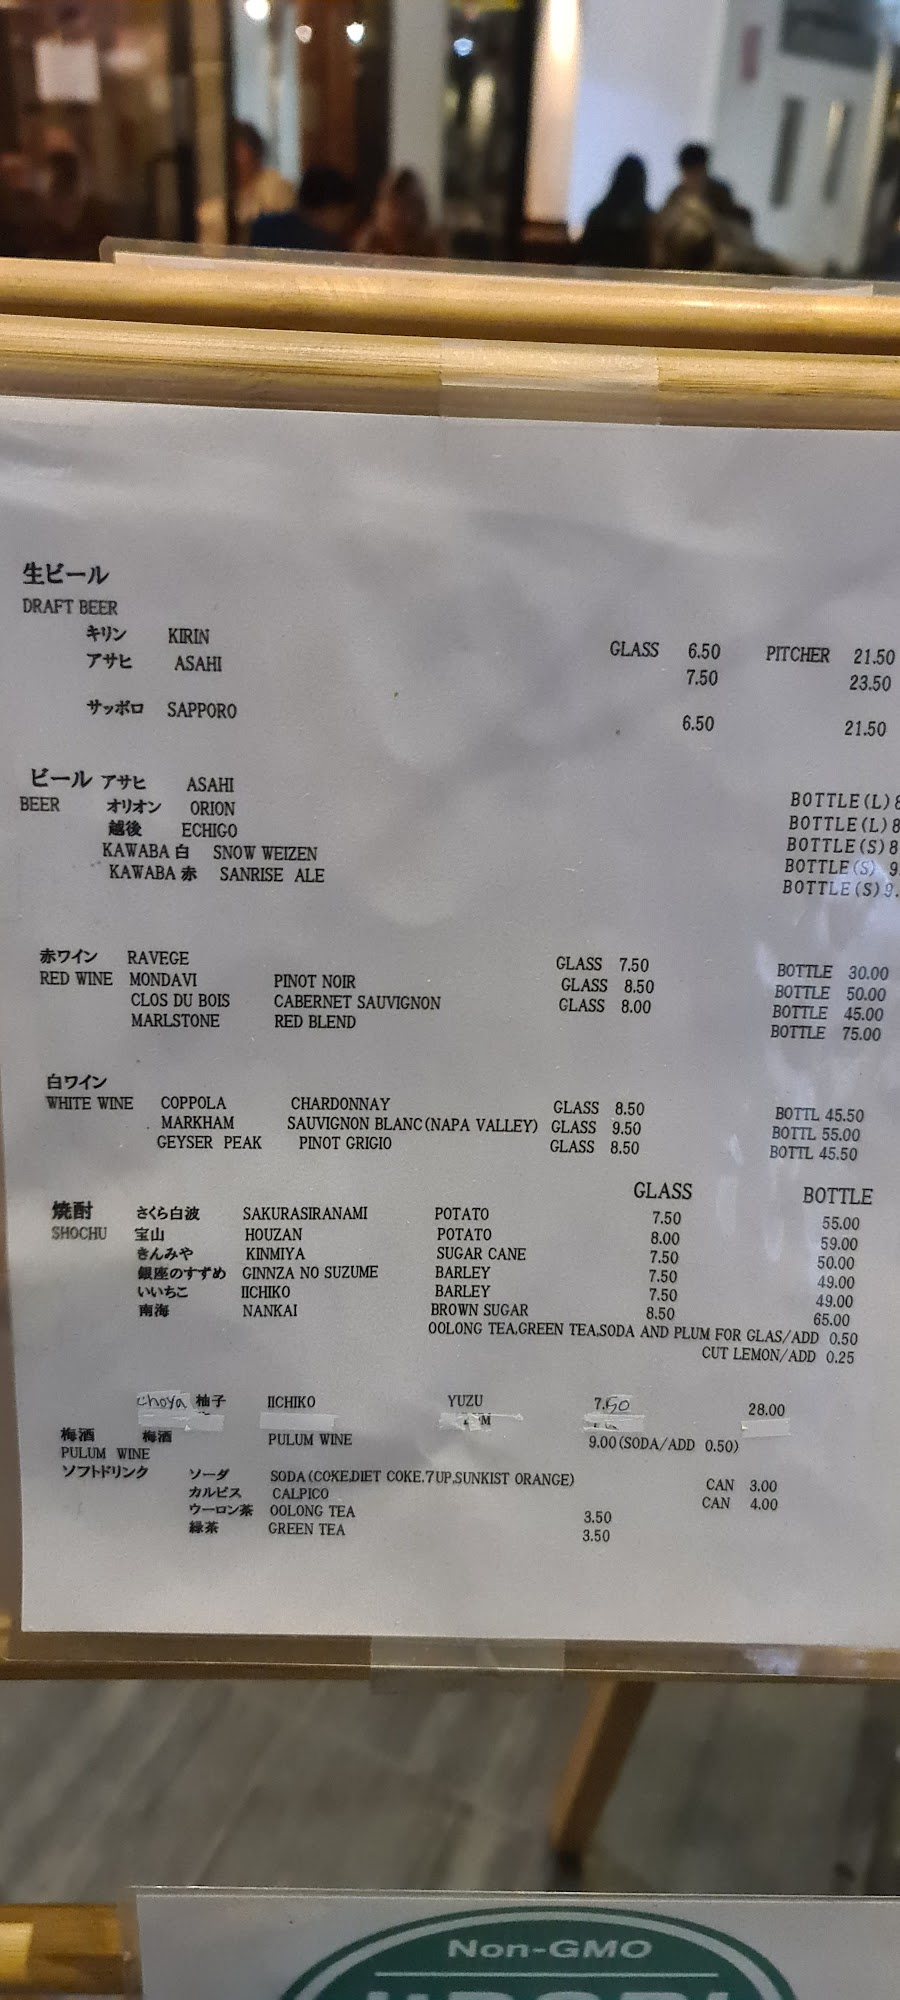 生ビール
DRAFT BEER
キリン KIRIN GLASS 6.50 PITCHER 21.50
アサヒ ASAHI 7.50 23.50
サッポロ SAPPORO 6.50 21.50
ビール アサヒ ASAHI BOTTLE(L) 8
BEER オリオン ORION BOTTLE(L) 8
越後 ECHIGO BOTTLE(S) 8
KAWABA 白 SNOW WEIZEN BOTTLE(S) 9.
KAWABA 赤 SANRISE ALE BOTTLE(S) 9.
赤ワイン RAVEGE GLASS 7.50 BOTTLE 30.00
RED WINE MONDAVI PINOT NOIR GLASS 8.50 BOTTLE 50.00
CLOS DU BOIS CABERNET SAUVIGNON GLASS 8.00 BOTTLE 45.00
MARLSTONE RED BLEND BOTTLE 75.00
白ワイン
WHITE WINE COPPOLA CHARDONNAY GLASS 8.50 BOTTL 45.50
MARKHAM SAUVIGNON BLANC(NAPA VALLEY) GLASS 9.50 BOTTL 55.00
GEYSER PEAK PINOT GRIGIO GLASS 8.50 BOTTL 45.50
GLASS BOTTLE
焼酎 さくら白波 SAKURASIRANAMI POTATO 7.50 55.00
SHOCHU 宝山 HOUZAN POTATO 8.00 59.00
きんみや KINMIYA SUGAR CANE 7.50 50.00
銀座のすずめ GINNZA NO SUZUME BARLEY 7.50 49.00
いいちこ IICHIKO BARLEY 7.50 49.00
南海 NANKAI BROWN SUGAR 8.50 65.00
OOLONG TEA,GREEN TEA,SODA AND PLUM FOR GLAS/ADD 0.50
CUT LEMON/ADD 0.25
choya 柚子 IICHIKO YUZU 7.50 28.00
梅酒 梅酒 PULUM WINE 9.00(SODA/ADD 0.50)
PULUM WINE
ソフトドリンク ソーダ SODA(COKE,DIET COKE.7UP,SUNKIST ORANGE) CAN 3.00
カルピス CALPICO CAN 4.00
ウーロン茶 OOLONG TEA 3.50
緑茶 GREEN TEA 3.50
Non-GMO